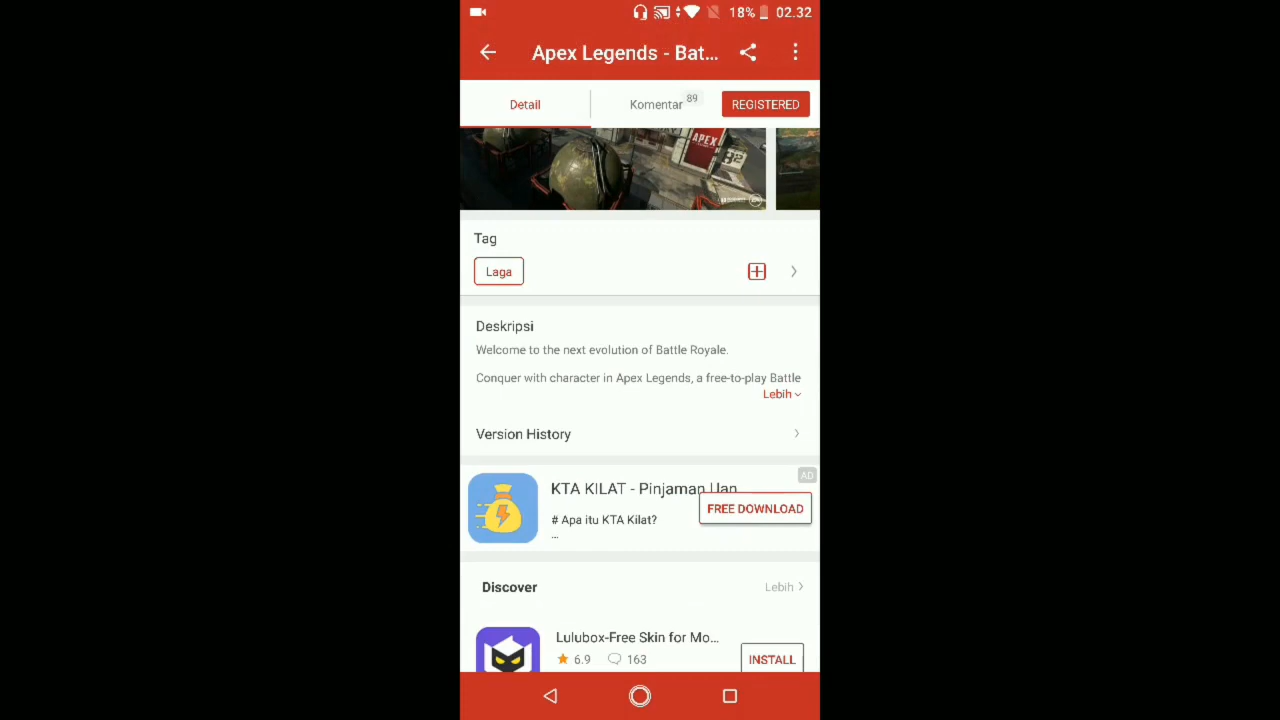 18% 02.32
Apex Legends - Bat...
Detail
Komentar 89
REGISTERED
APEX
82
Tag
Laga
Deskripsi
Welcome to the next evolution of Battle Royale.
Conquer with character in Apex Legends, a free-to-play Battle
Lebih
Version History
AD
KTA KILAT - Pinjaman Uan
FREE DOWNLOAD
# Apa itu KTA Kilat?
...
Discover
Lebih
Lulubox-Free Skin for Mo...
6.9 163
INSTALL